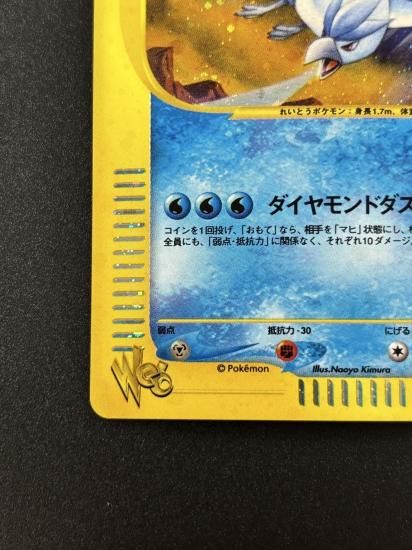 れいとうポケモン：身長1.7m、体重
ダイヤモンドダス
コインを1回投げ、「おもて」なら、相手を「マヒ」状態にし、
全員にも、「弱点・抵抗力」に関係なく、それぞれ10ダメージ。
弱点
抵抗力 -30
にげる
Web
© Pokémon
Illus.Naoyo Kimura